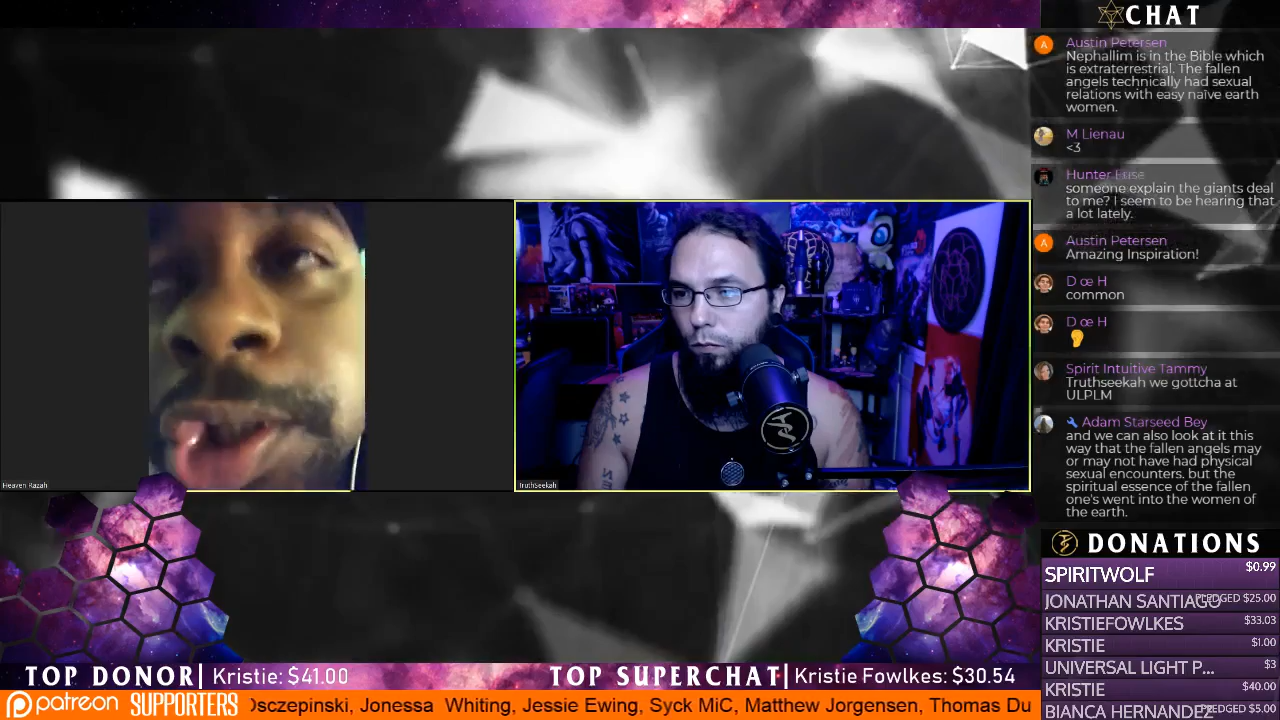 CHAT
Austin Petersen
Nephallim is in the Bible which
is extraterrestrial. The fallen
angels technically had sexual
relations with easy naïve earth
women.
M Lienau
<3
Hunter Erise
someone explain the giants deal
to me? I seem to be hearing that
a lot lately.
Austin Petersen
Amazing Inspiration!
D œ H
common
D œ H
Spirit Intuitive Tammy
Truthseekah we gottcha at
ULPLM
Adam Starseed Bey
and we can also look at it this
way that the fallen angels may
or may not have had physical
sexual encounters. but the
spiritual essence of the fallen
one's went into the women of
the earth.
Heaven Razah
TruthSeekah
DONATIONS
SPIRITWOLF $0.99
JONATHAN SANTIAGO PLEDGED $25.00
KRISTIEFOWLKES $33.03
KRISTIE $1.00
UNIVERSAL LIGHT P... $3
KRISTIE $40.00
BIANCA HERNANDEZ PLEDGED $5.00
TOP DONOR| Kristie: $41.00
TOP SUPERCHAT| Kristie Fowlkes: $30.54
patreon SUPPORTERS Osczepinski, Jonessa Whiting, Jessie Ewing, Syck MiC, Matthew Jorgensen, Thomas Du